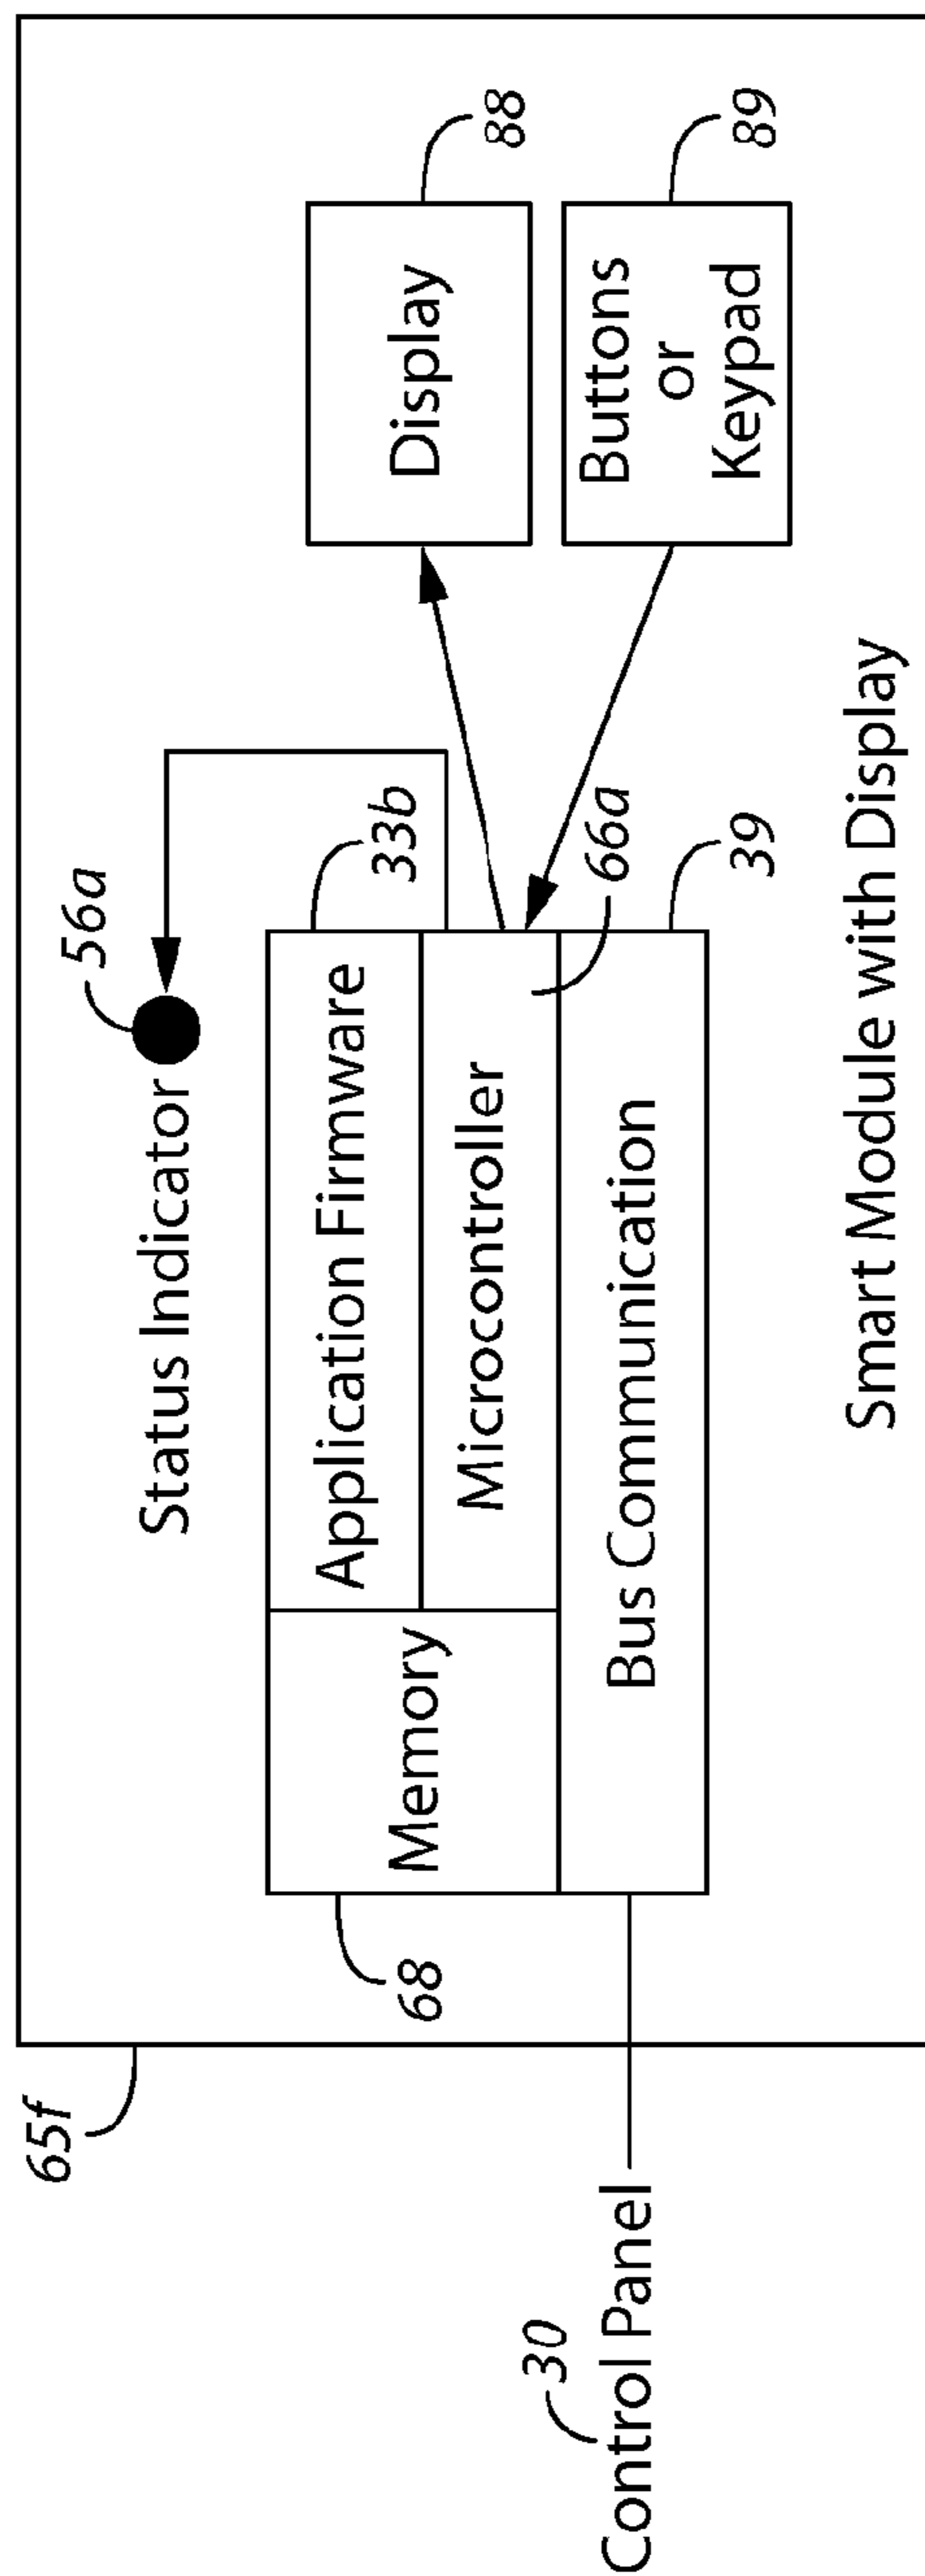 56a
Status Indicator
65f
68
Memory
Application Firmware
33b
Microcontroller
66a
Bus Communication
39
Display
88
Buttons
or
Keypad
89
30
Control Panel
Smart Module with Display